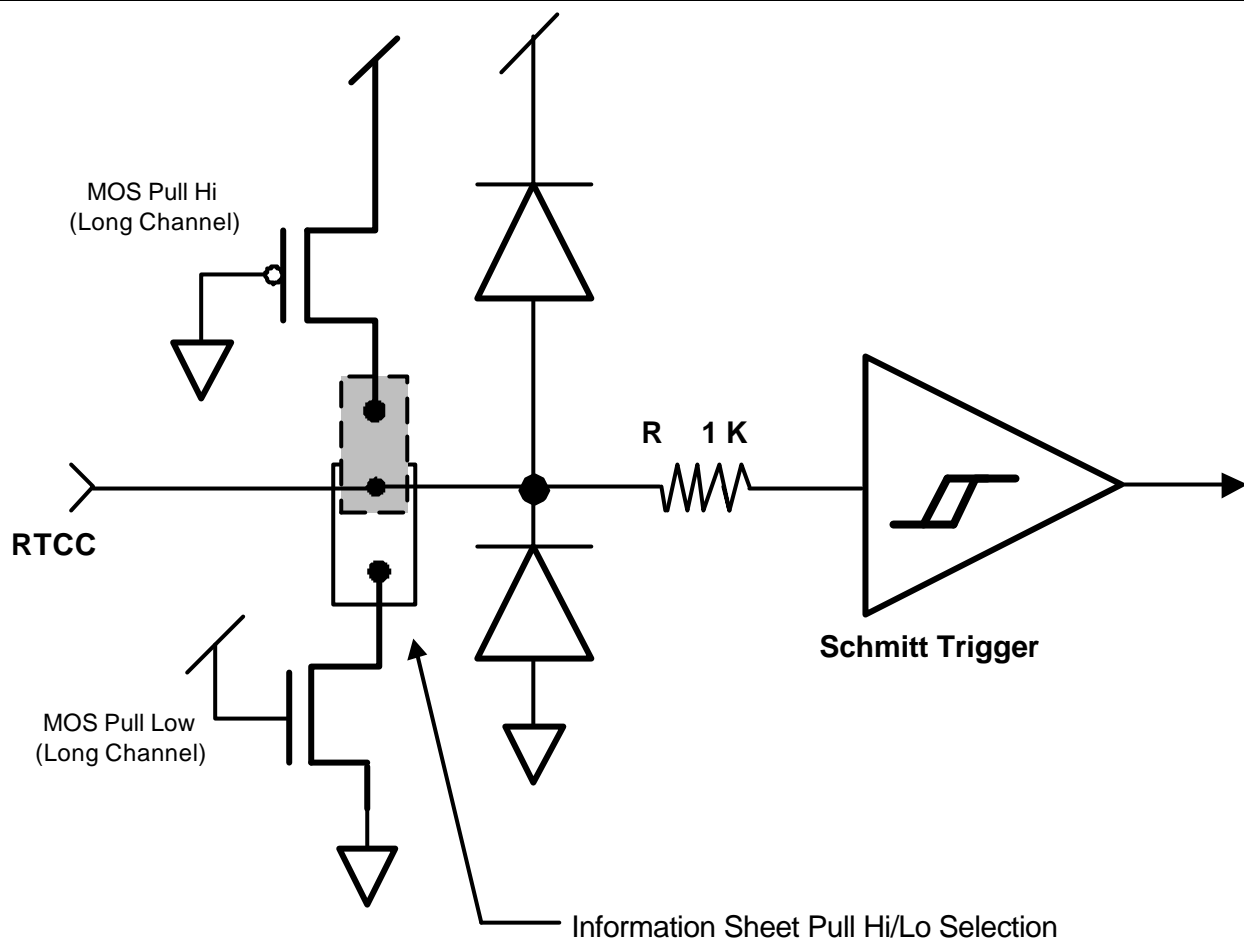 MOS Pull Hi
(Long Channel)
R 1 K
RTCC
Schmitt Trigger
MOS Pull Low
(Long Channel)
Information Sheet Pull Hi/Lo Selection